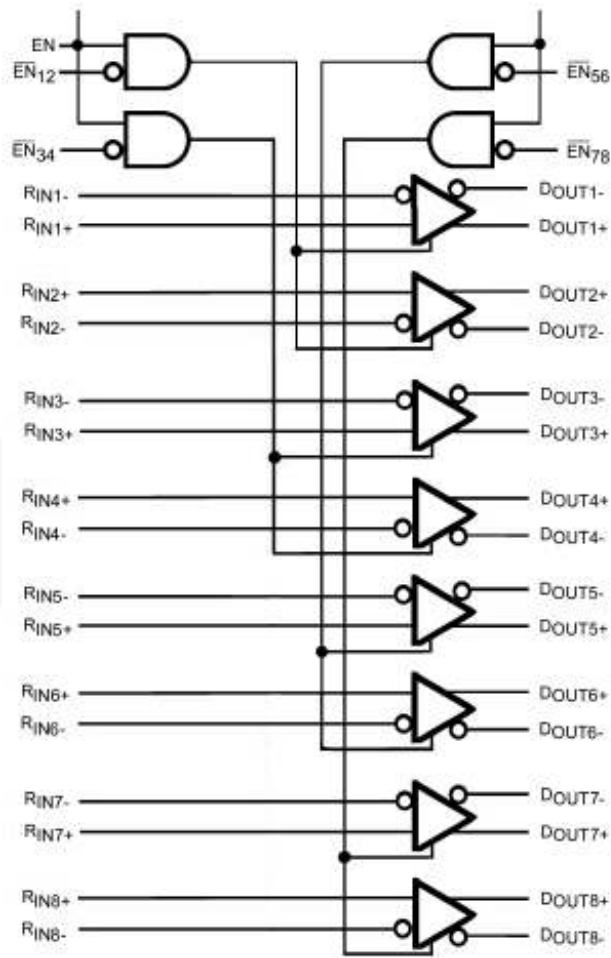 EN
EN12
EN34
EN56
EN78
RIN1-
RIN1+
RIN2+
RIN2-
RIN3-
RIN3+
RIN4+
RIN4-
RIN5-
RIN5+
RIN6+
RIN6-
RIN7-
RIN7+
RIN8+
RIN8-
DOUT1-
DOUT1+
DOUT2+
DOUT2-
DOUT3-
DOUT3+
DOUT4+
DOUT4-
DOUT5-
DOUT5+
DOUT6+
DOUT6-
DOUT7-
DOUT7+
DOUT8+
DOUT8-